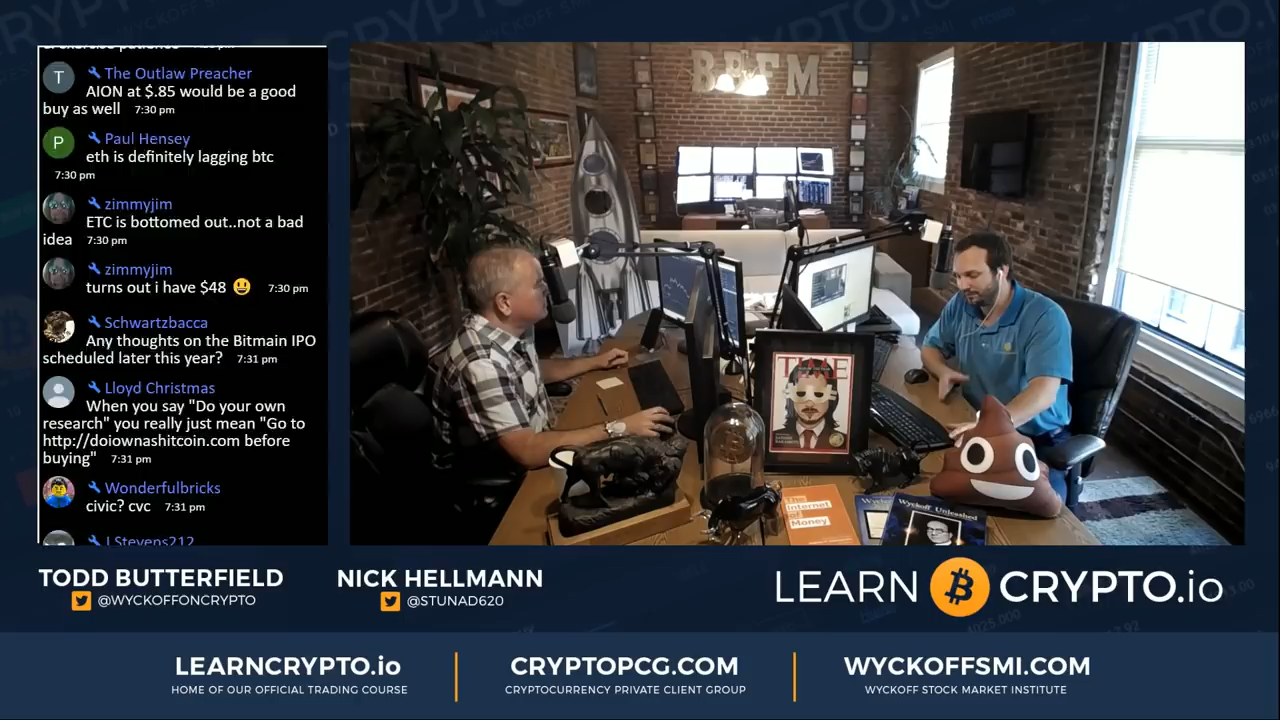 T
The Outlaw Preacher
AION at $.85 would be a good
buy as well 7:30 pm
P
Paul Hensey
eth is definitely lagging btc
7:30 pm
zimmyjim
ETC is bottomed out..not a bad
idea 7:30 pm
zimmyjim
turns out i have $48 7:30 pm
Schwartzbacca
Any thoughts on the Bitmain IPO
scheduled later this year? 7:31 pm
Lloyd Christmas
When you say "Do your own
research" you really just mean "Go to
http://doiownashitcoin.com before
buying" 7:31 pm
Wonderfulbricks
civic? cvc 7:31 pm
TIME
The
Internet
of
Money
Wyckoff Unleashed
TODD BUTTERFIELD
@WYCKOFFONCRYPTO
NICK HELLMANN
@STUNAD620
LEARN CRYPTO.io
LEARNCRYPTO.io
HOME OF OUR OFFICIAL TRADING COURSE
CRYPTOPCG.COM
CRYPTOCURRENCY PRIVATE CLIENT GROUP
WYCKOFFSMI.COM
WYCKOFF STOCK MARKET INSTITUTE